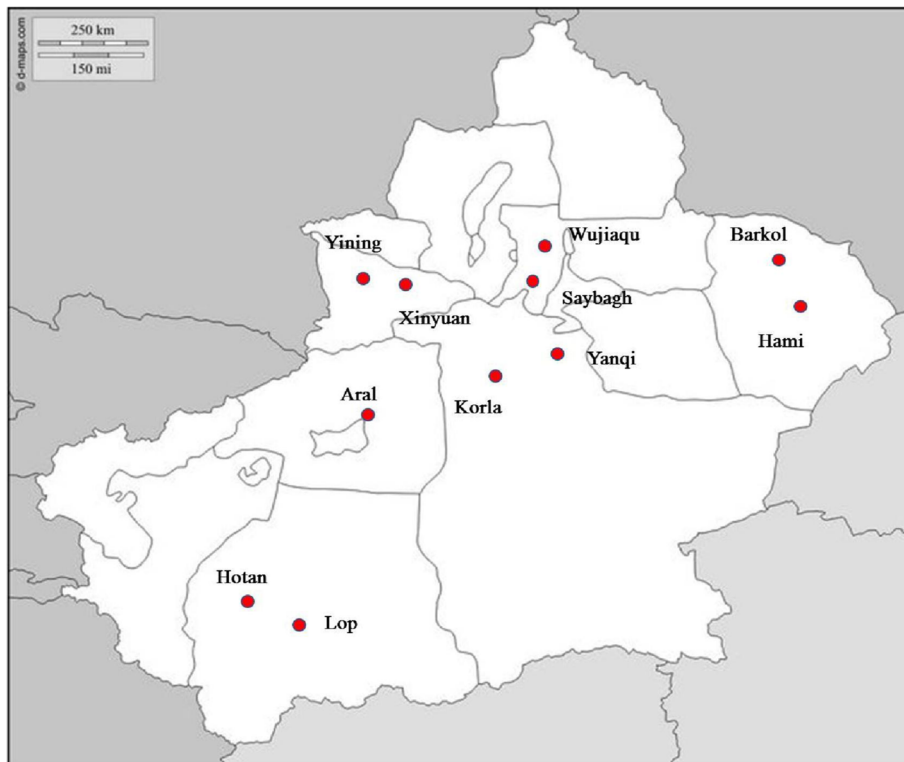 250 km
150 mi
© d-maps.com
Wujiaqu
Barkol
Yining
Saybagh
Xinyuan
Hami
Yanqi
Aral
Korla
Hotan
Lop